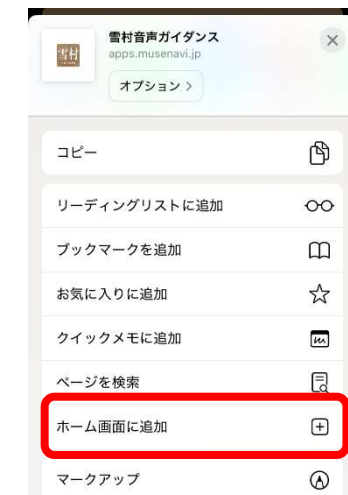 雪村
雪村音声ガイダンス
apps.musenavi.jp
オプション >
コピー
リーディングリストに追加
ブックマークを追加
お気に入りに追加
クイックメモに追加
ページを検索
ホーム画面に追加
マークアップ